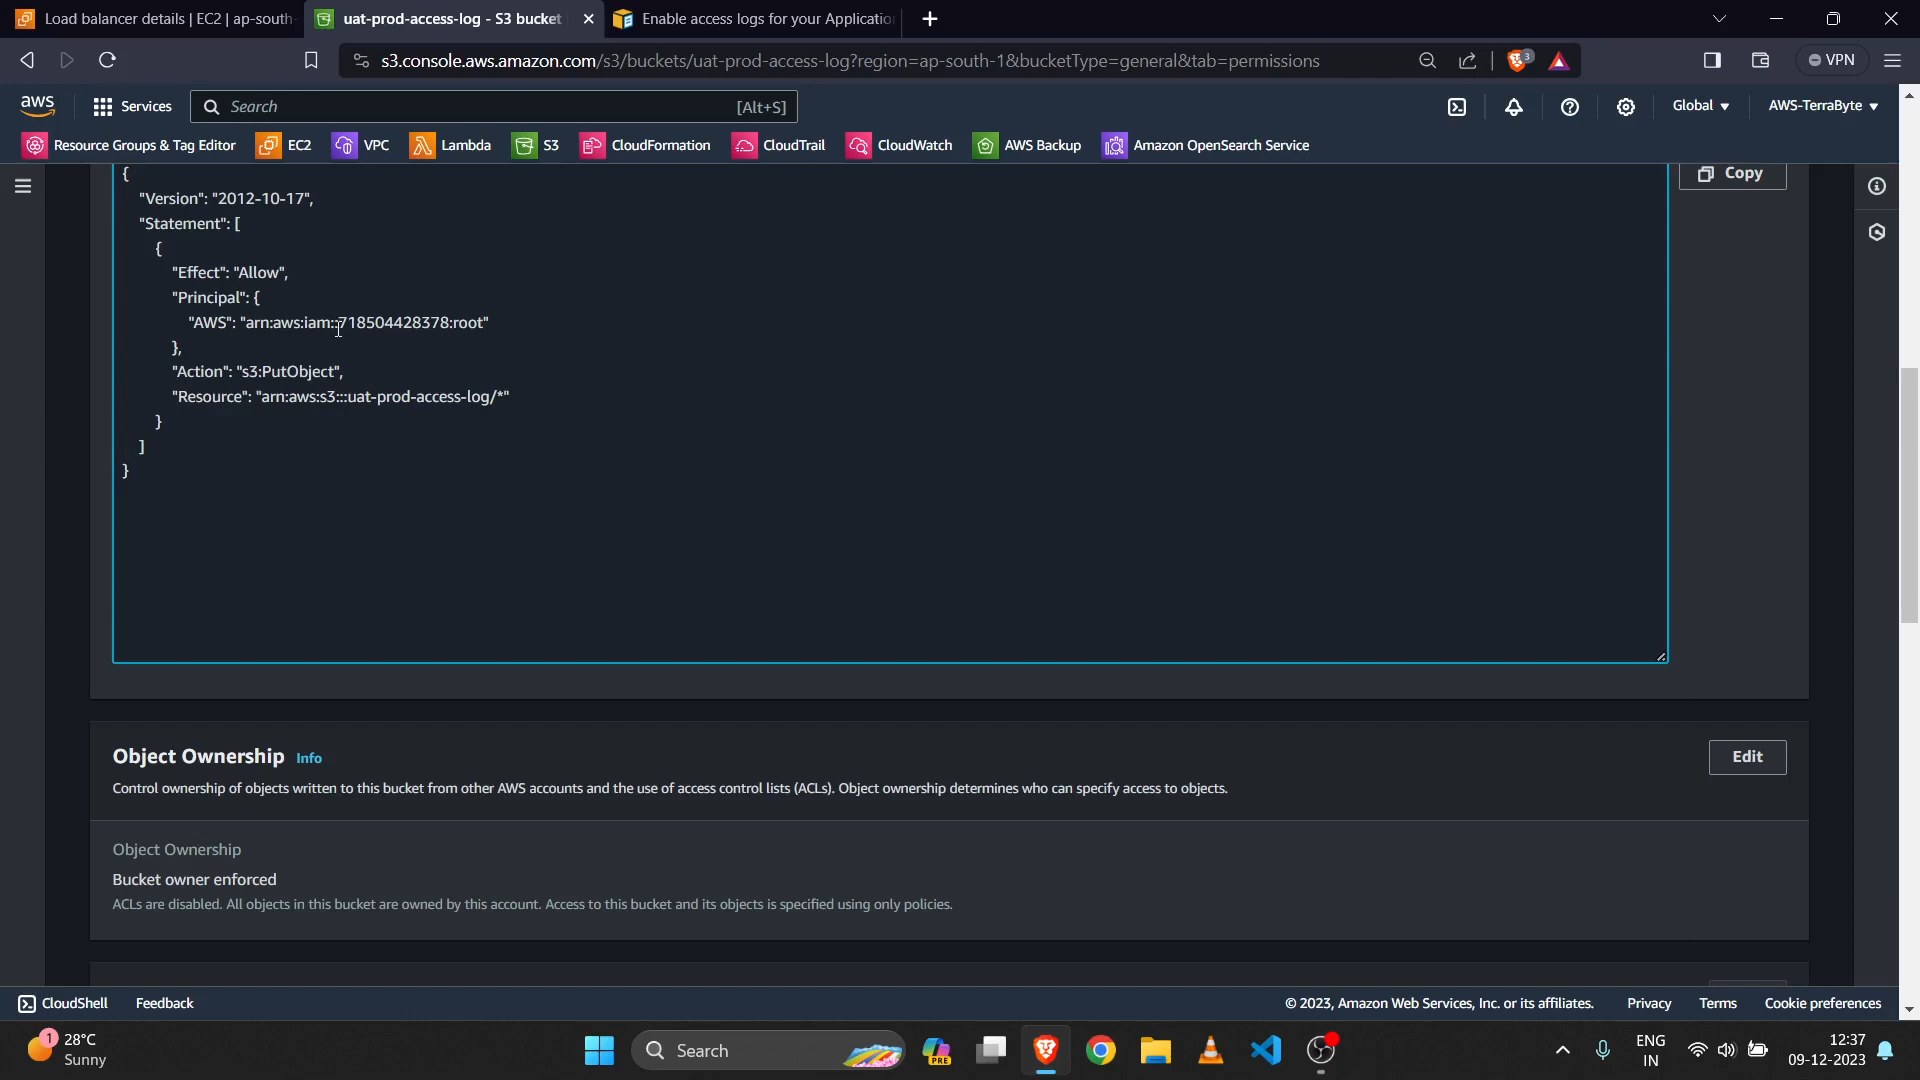 Load balancer details | EC2 | ap-south-
uat-prod-access-log - S3 bucket
Enable access logs for your Applicatio
s3.console.aws.amazon.com/s3/buckets/uat-prod-access-log?region=ap-south-1&bucketType=general&tab=permissions
3
VPN
aws
Services
Search
[Alt+S]
Global
AWS-TerraByte
Resource Groups & Tag Editor
EC2
VPC
Lambda
S3
CloudFormation
CloudTrail
CloudWatch
AWS Backup
Amazon OpenSearch Service
Copy
{
"Version": "2012-10-17",
"Statement": [
{
"Effect": "Allow",
"Principal": {
"AWS": "arn:aws:iam::718504428378:root"
},
"Action": "s3:PutObject",
"Resource": "arn:aws:s3:::uat-prod-access-log/*"
}
]
}
Object Ownership Info
Edit
Control ownership of objects written to this bucket from other AWS accounts and the use of access control lists (ACLs). Object ownership determines who can specify access to objects.
Object Ownership
Bucket owner enforced
ACLs are disabled. All objects in this bucket are owned by this account. Access to this bucket and its objects is specified using only policies.
CloudShell
Feedback
© 2023, Amazon Web Services, Inc. or its affiliates.
Privacy
Terms
Cookie preferences
1
28°C
Sunny
Search
PRE
ENG
IN
12:37
09-12-2023